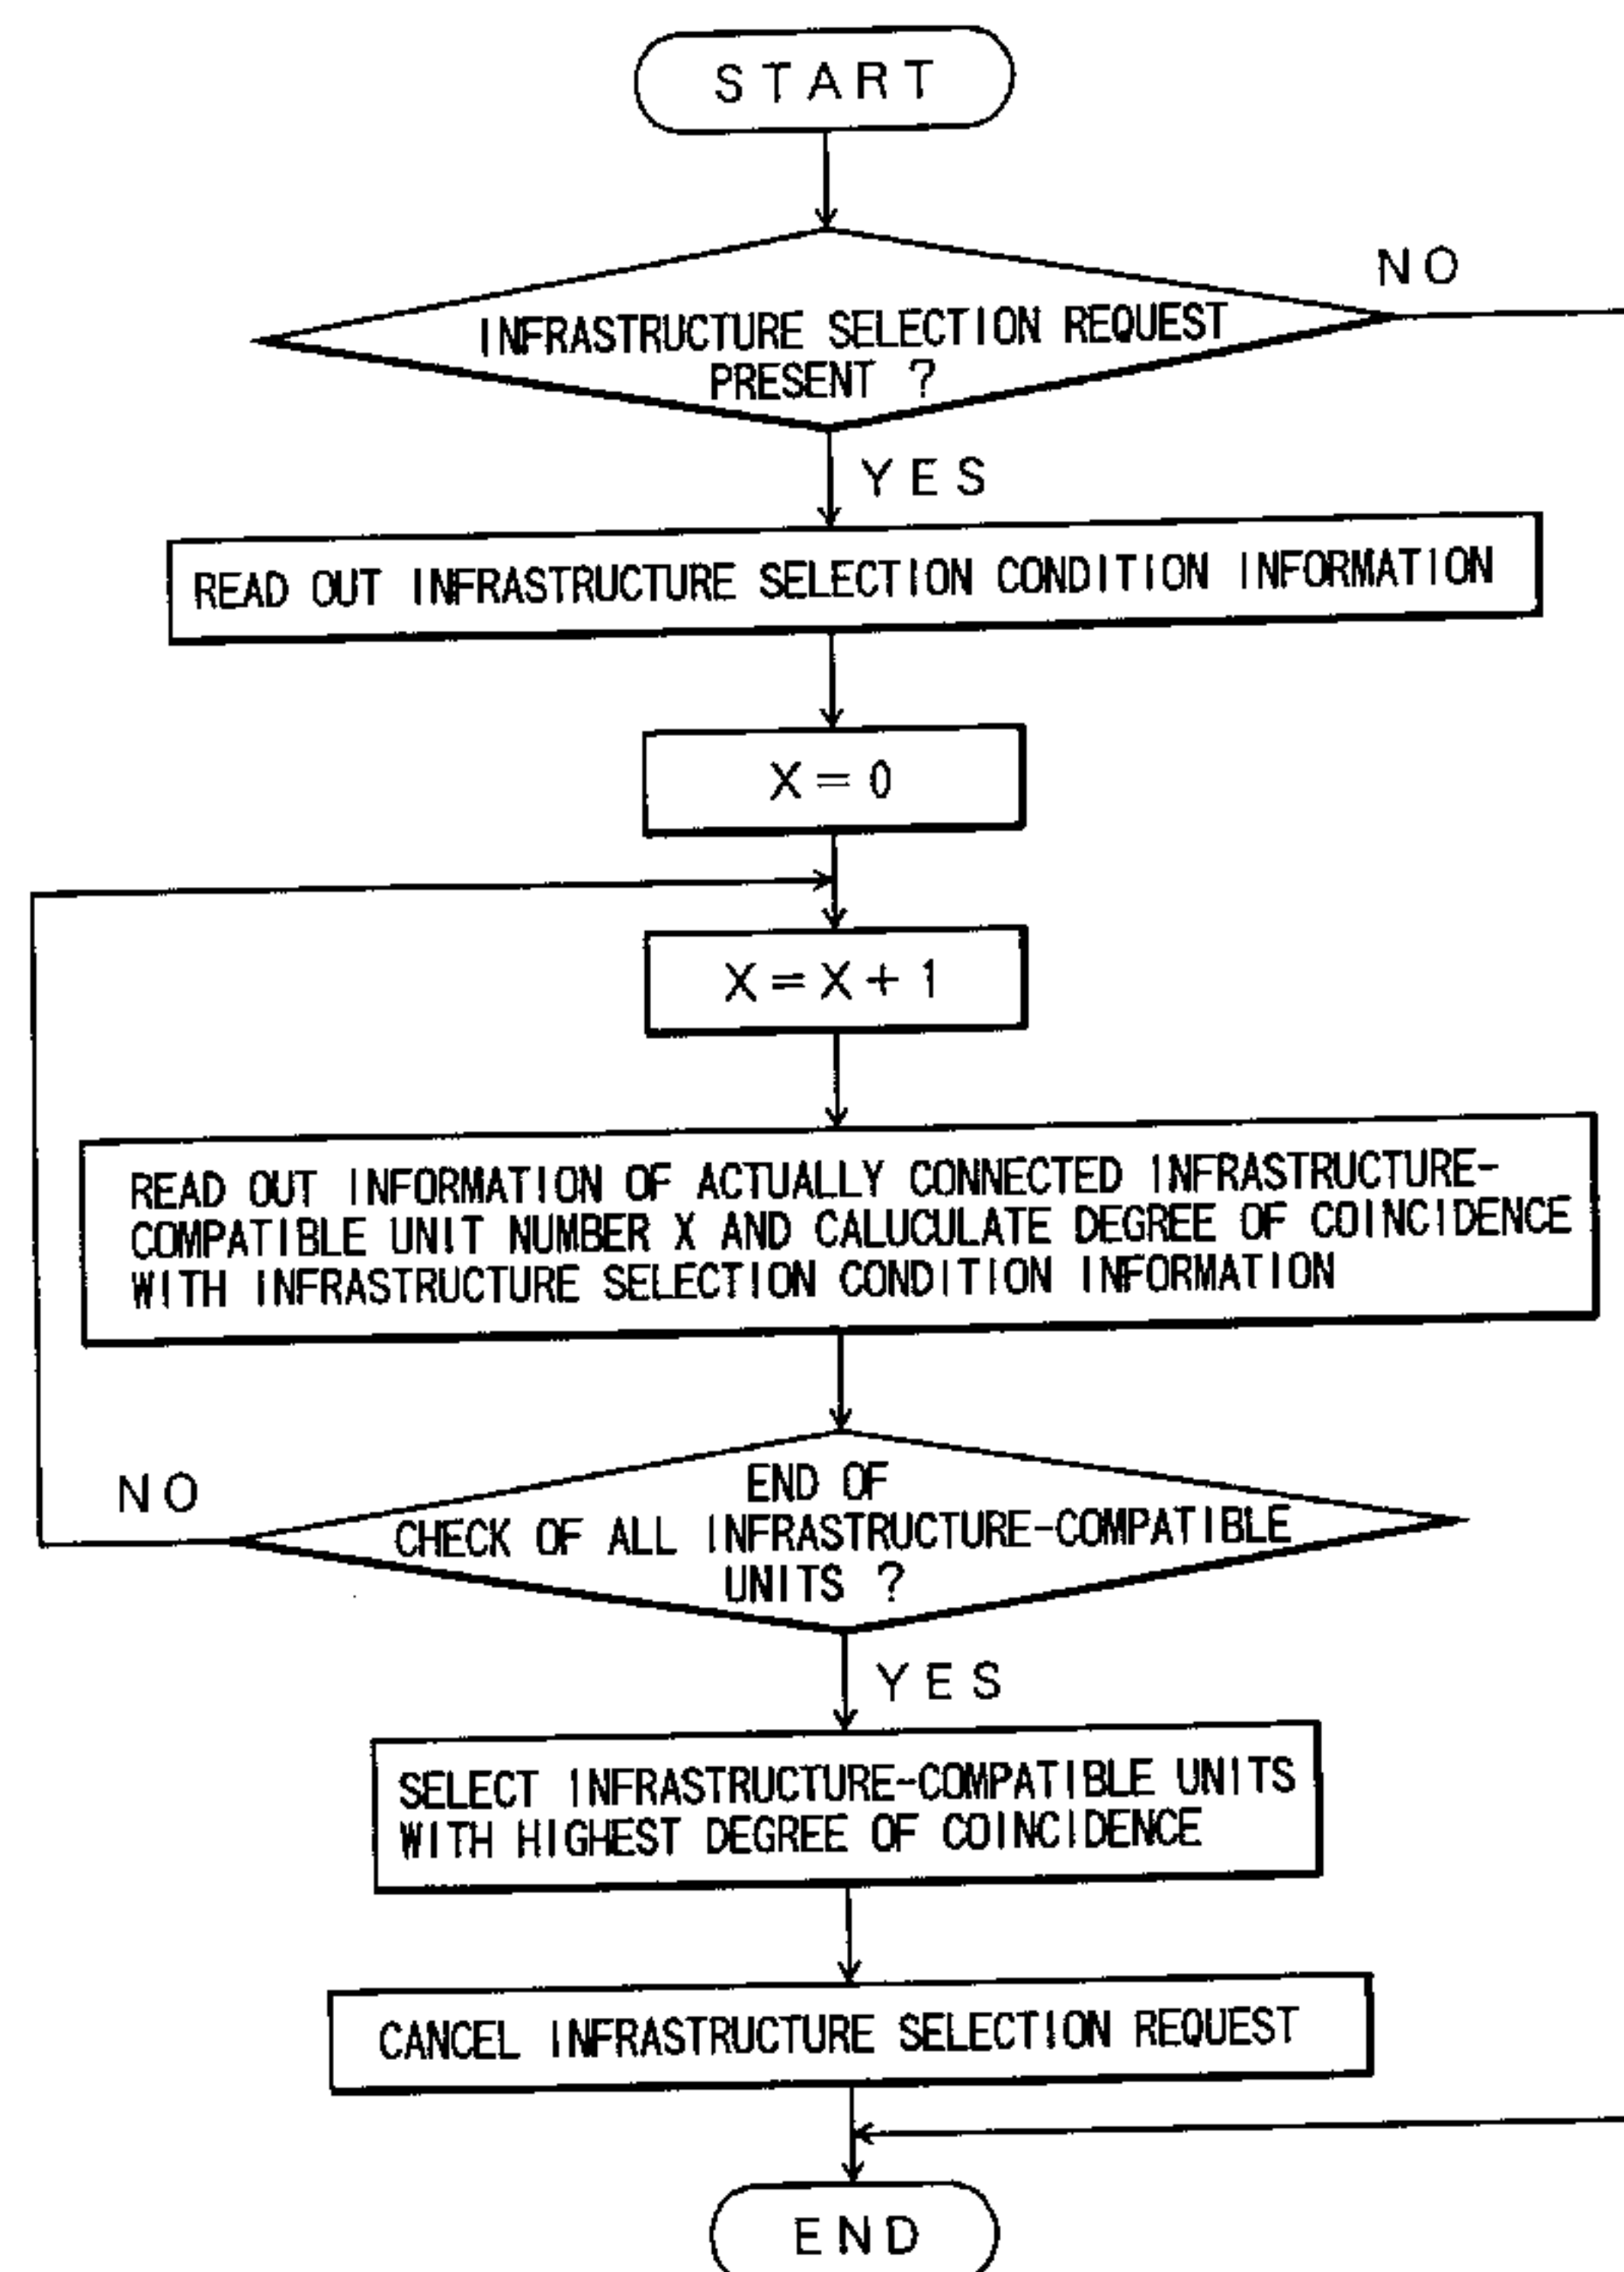 START
NO
INFRASTRUCTURE SELECTION REQUEST
PRESENT ?
YES
READ OUT INFRASTRUCTURE SELECTION CONDITION INFORMATION
X = 0
X = X + 1
READ OUT INFORMATION OF ACTUALLY CONNECTED INFRASTRUCTURE-
COMPATIBLE UNIT NUMBER X AND CALUCULATE DEGREE OF COINCIDENCE
WITH INFRASTRUCTURE SELECTION CONDITION INFORMATION
NO
END OF
CHECK OF ALL INFRASTRUCTURE-COMPATIBLE
UNITS ?
YES
SELECT INFRASTRUCTURE-COMPATIBLE UNITS
WITH HIGHEST DEGREE OF COINCIDENCE
CANCEL INFRASTRUCTURE SELECTION REQUEST
END